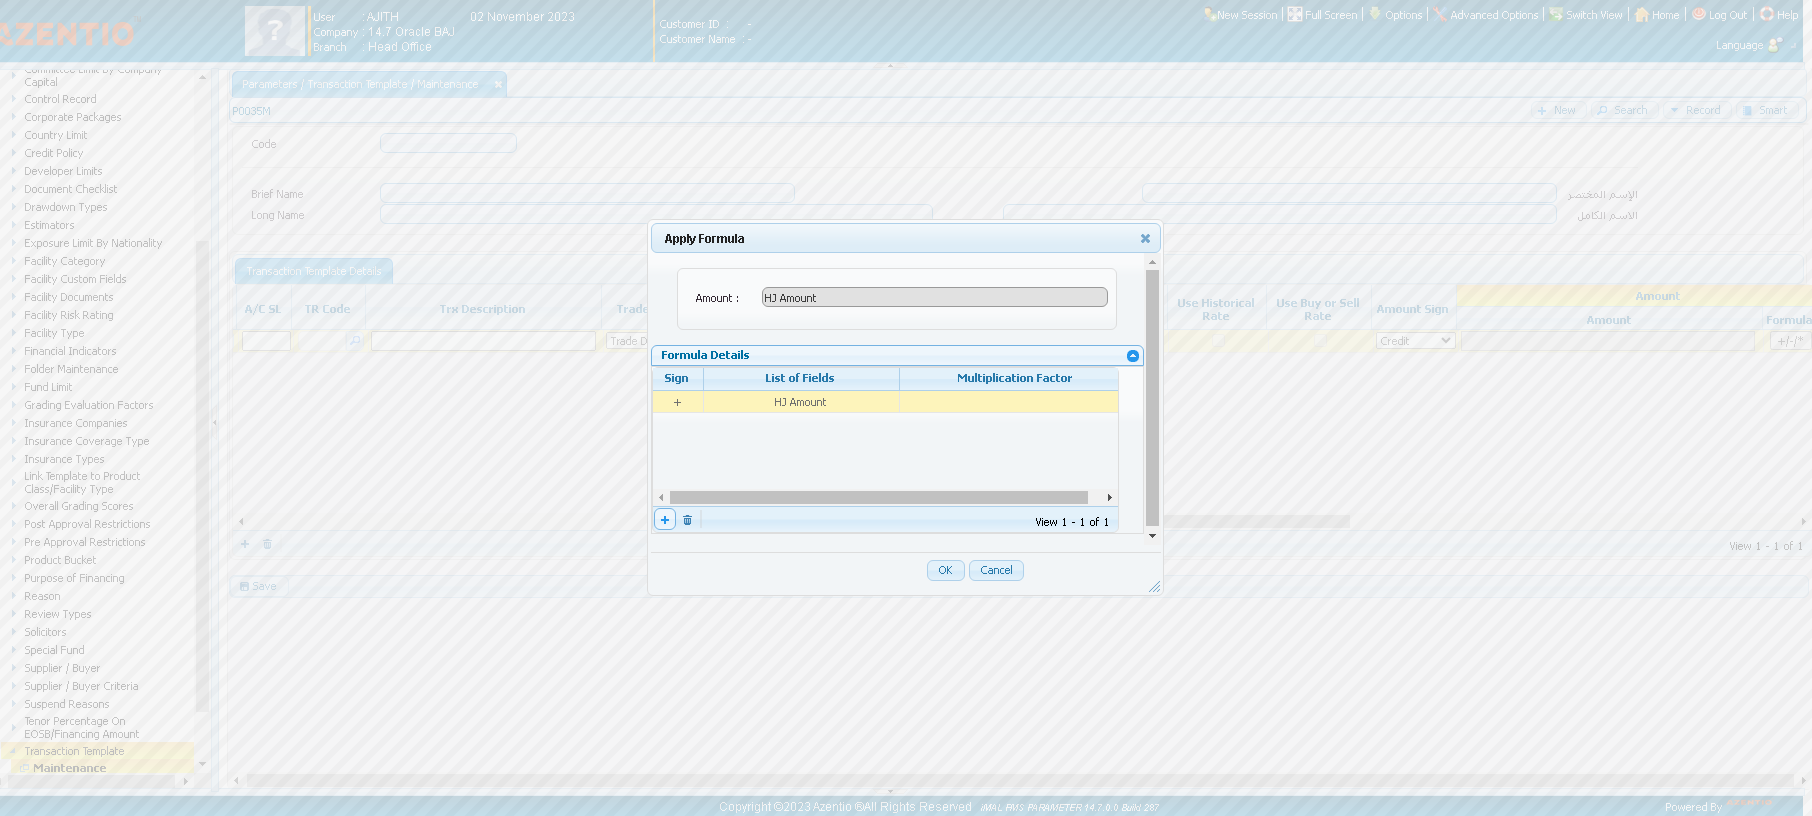 AZENTIO
User : AJITH 02 November 2023
Company : 14.7 Oracle BAJ
Branch : Head Office
Customer ID : -
Customer Name : -
New Session Full Screen Options Advanced Options Switch View Home Log Out Help
Language
Committed Limit By Company
Capital
Control Record
Corporate Packages
Country Limit
Credit Policy
Developer Limits
Document Checklist
Drawdown Types
Estimators
Exposure Limit By Nationality
Facility Category
Facility Custom Fields
Facility Documents
Facility Risk Rating
Facility Type
Financial Indicators
Folder Maintenance
Fund Limit
Grading Evaluation Factors
Insurance Companies
Insurance Coverage Type
Insurance Types
Link Template to Product
Class/Facility Type
Overall Grading Scores
Post Approval Restrictions
Pre Approval Restrictions
Product Bucket
Purpose of Financing
Reason
Review Types
Solicitors
Special Fund
Supplier / Buyer
Supplier / Buyer Criteria
Suspend Reasons
Tenor Percentage On
EOSB/Financing Amount
Transaction Template
Maintenance
Parameters / Transaction Template / Maintenance
P0035M
+ New Search Record Smart
Code
Brief Name
الإسم المختصر
Long Name
الاسم الكامل
Transaction Template Details
A/C SL TR Code Trx Description Trade
Use Historical
Rate
Use Buy or Sell
Rate
Amount Sign
Amount
Amount Formula
Trade D
Credit
+/-/*
View 1 - 1 of 1
Save
Apply Formula
Amount : HJ Amount
Formula Details
Sign List of Fields Multiplication Factor
+ HJ Amount
View 1 - 1 of 1
OK Cancel
Copyright ©2023 Azentio ®All Rights Reserved IMAL RMS PARAMETER 14.7.0.0 Build 287
Powered By